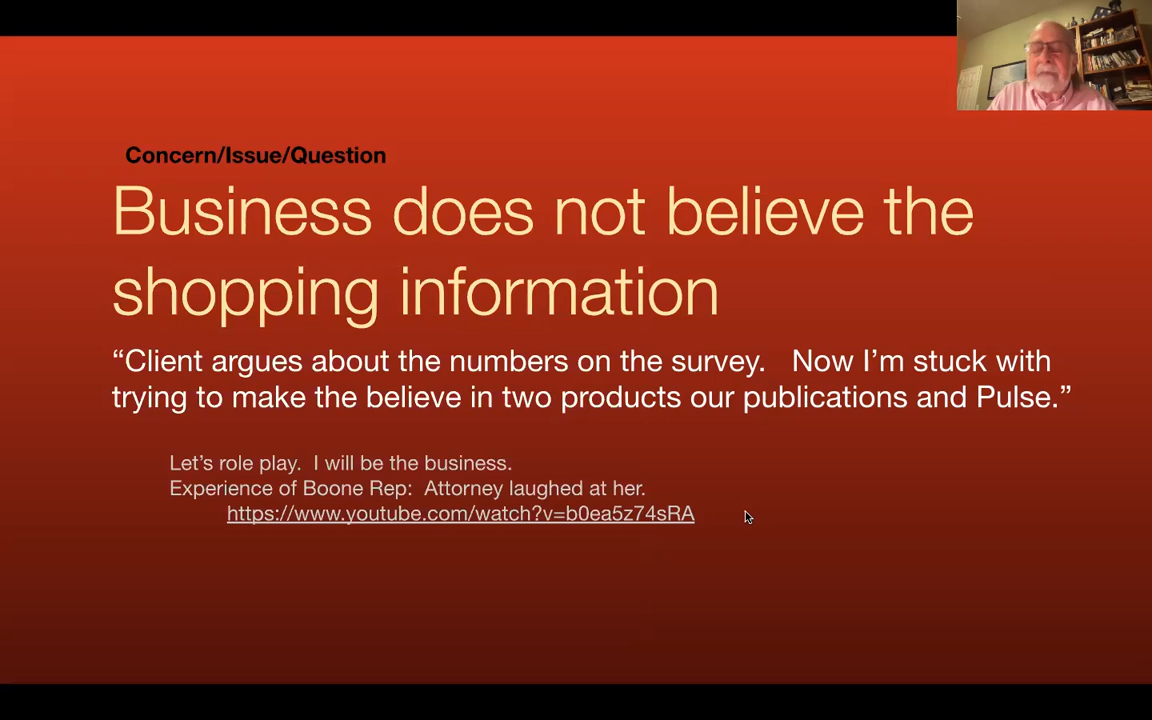 Concern/Issue/Question
Business does not believe the
shopping information
“Client argues about the numbers on the survey.   Now I’m stuck with
trying to make the believe in two products our publications and Pulse.”
Let’s role play.  I will be the business.
Experience of Boone Rep:  Attorney laughed at her.
https://www.youtube.com/watch?v=b0ea5z74sRA